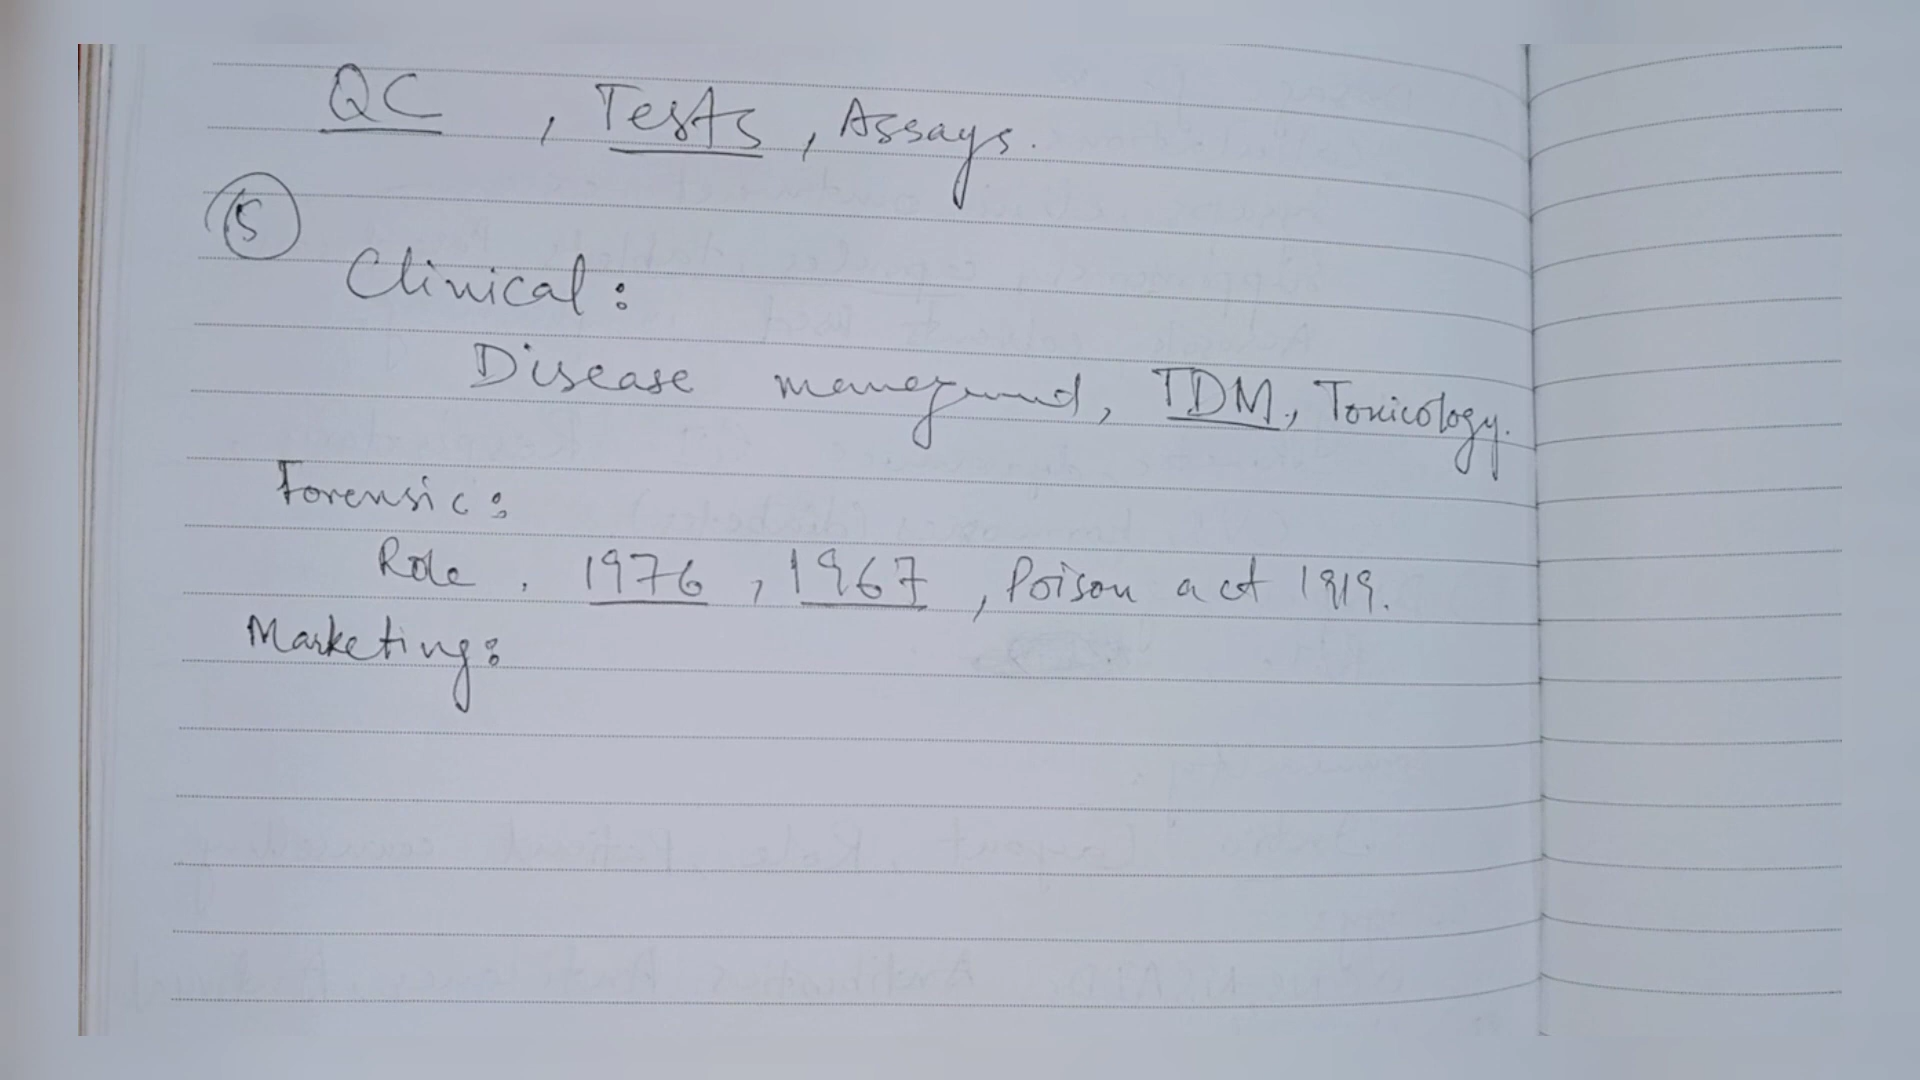 QC , Tests , Assays.
5
Clinical :
Disease management, TDM., Toxicology.
Forensic :
Role . 1976 , 1967 , Poison act 1919.
Marketing :